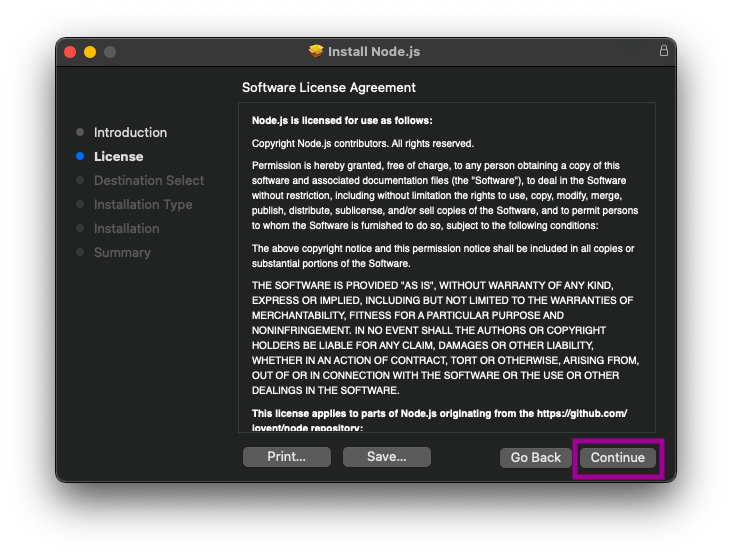 Install Node.js
Software License Agreement
Introduction
License
Destination Select
Installation Type
Installation
Summary
Node.js is licensed for use as follows:
Copyright Node.js contributors. All rights reserved.
Permission is hereby granted, free of charge, to any person obtaining a copy of this
software and associated documentation files (the "Software"), to deal in the Software
without restriction, including without limitation the rights to use, copy, modify, merge,
publish, distribute, sublicense, and/or sell copies of the Software, and to permit persons
to whom the Software is furnished to do so, subject to the following conditions:
The above copyright notice and this permission notice shall be included in all copies or
substantial portions of the Software.
THE SOFTWARE IS PROVIDED "AS IS", WITHOUT WARRANTY OF ANY KIND,
EXPRESS OR IMPLIED, INCLUDING BUT NOT LIMITED TO THE WARRANTIES OF
MERCHANTABILITY, FITNESS FOR A PARTICULAR PURPOSE AND
NONINFRINGEMENT. IN NO EVENT SHALL THE AUTHORS OR COPYRIGHT
HOLDERS BE LIABLE FOR ANY CLAIM, DAMAGES OR OTHER LIABILITY,
WHETHER IN AN ACTION OF CONTRACT, TORT OR OTHERWISE, ARISING FROM,
OUT OF OR IN CONNECTION WITH THE SOFTWARE OR THE USE OR OTHER
DEALINGS IN THE SOFTWARE.
This license applies to parts of Node.js originating from the https://github.com/
joyent/node repository:
Print...
Save...
Go Back
Continue